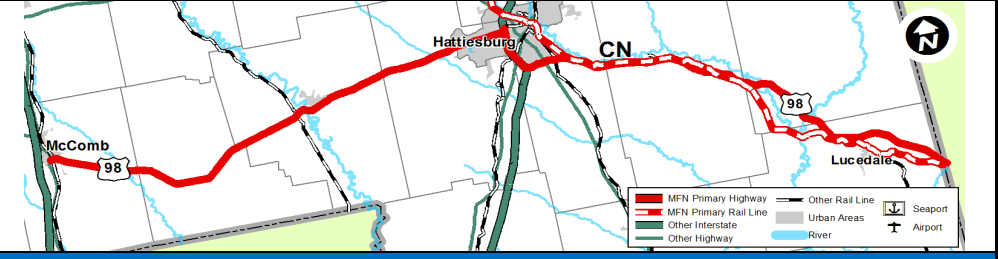 Hattiesburg
CN
N
98
McComb
98
Lucedale
MFN Primary Highway
MFN Primary Rail Line
Other Interstate
Other Highway
Other Rail Line
Urban Areas
River
Seaport
Airport